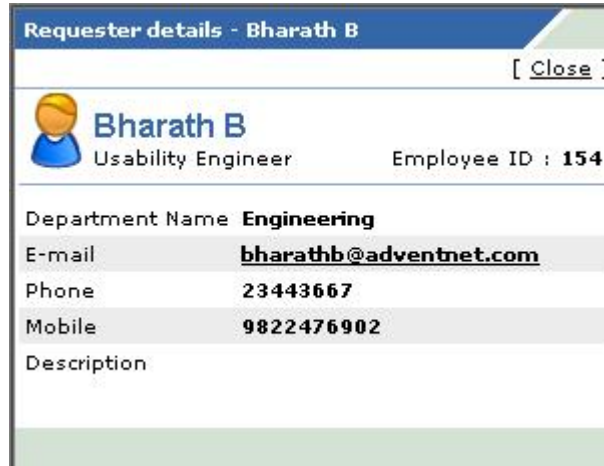 Requester details - Bharath B
[ Close ]
Bharath B
Usability Engineer Employee ID : 154
Department Name Engineering
E-mail bharathb@adventnet.com
Phone 23443667
Mobile 9822476902
Description